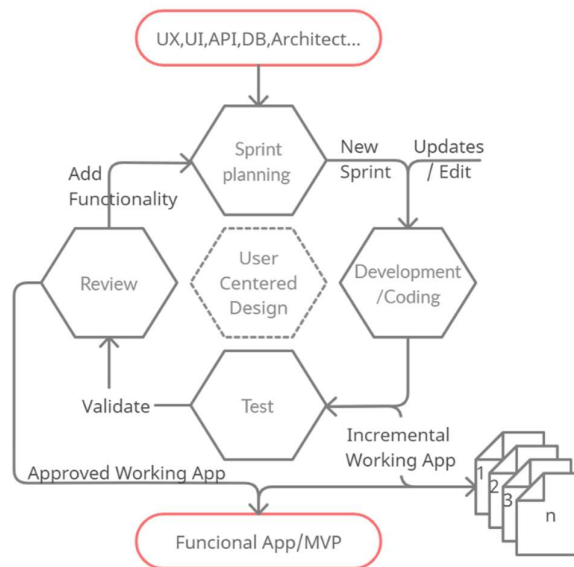 UX,UI,API,DB,Architect...
Sprint
planning
New
Sprint
Updates
/ Edit
Add
Functionality
Review
User
Centered
Design
Development
/Coding
Validate
Test
Incremental
Working App
Approved Working App
1
2
3
n
Funcional App/MVP